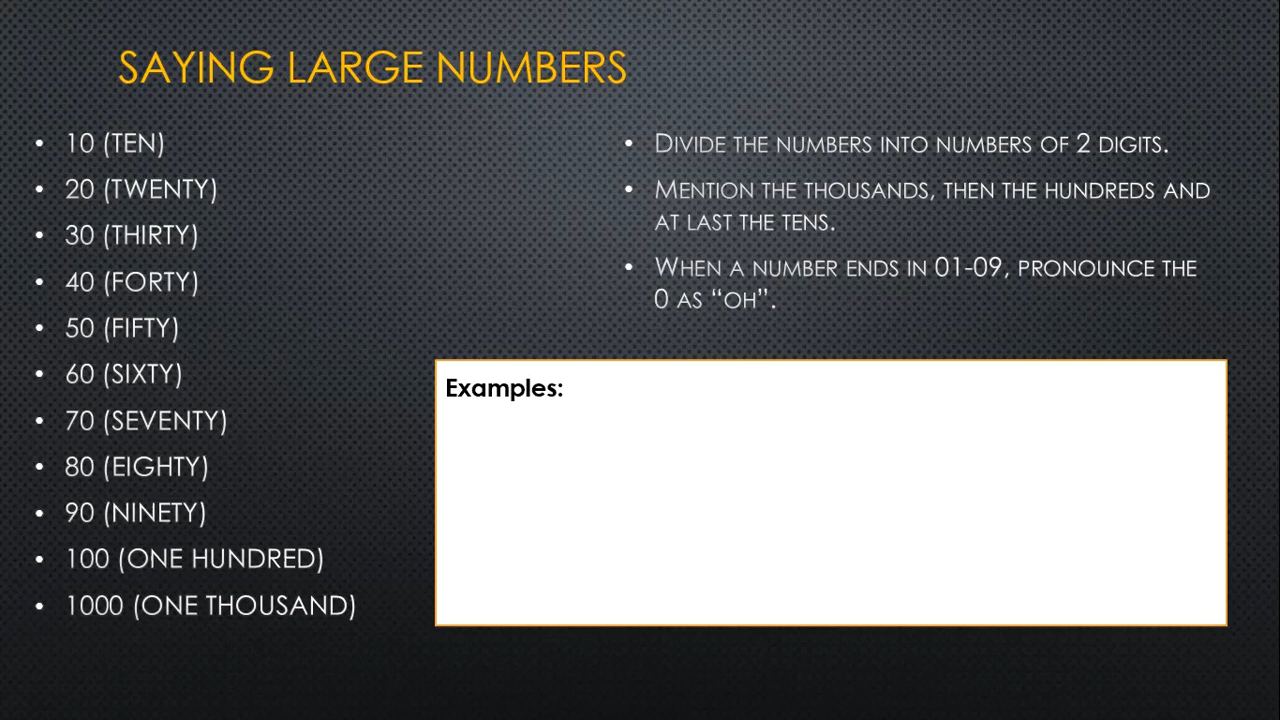 SAYING LARGE NUMBERS
• 10 (TEN)
• 20 (TWENTY)
• 30 (THIRTY)
• 40 (FORTY)
• 50 (FIFTY)
• 60 (SIXTY)
• 70 (SEVENTY)
• 80 (EIGHTY)
• 90 (NINETY)
• 100 (ONE HUNDRED)
• 1000 (ONE THOUSAND)
• DIVIDE THE NUMBERS INTO NUMBERS OF 2 DIGITS.
• MENTION THE THOUSANDS, THEN THE HUNDREDS AND
AT LAST THE TENS.
• WHEN A NUMBER ENDS IN 01-09, PRONOUNCE THE
0 AS “OH”.
Examples: